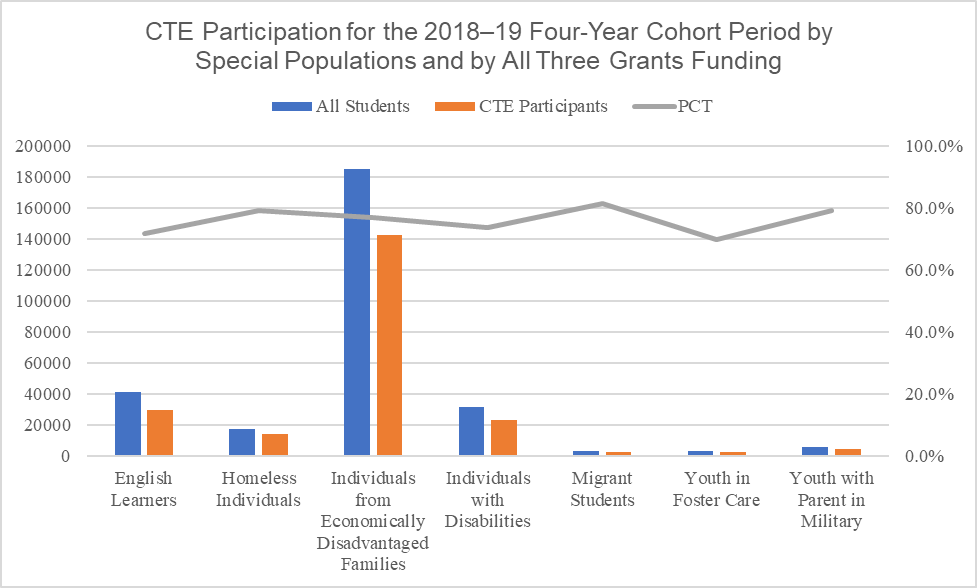 CTE Participation for the 2018–19 Four-Year Cohort Period by
Special Populations and by All Three Grants Funding
All Students
CTE Participants
PCT
200000
180000
160000
140000
120000
100000
80000
60000
40000
20000
0
100.0%
80.0%
60.0%
40.0%
20.0%
0.0%
English
Learners
Homeless
Individuals
Individuals
from
Economically
Disadvantaged
Families
Individuals
with
Disabilities
Migrant
Students
Youth in
Foster Care
Youth with
Parent in
Military